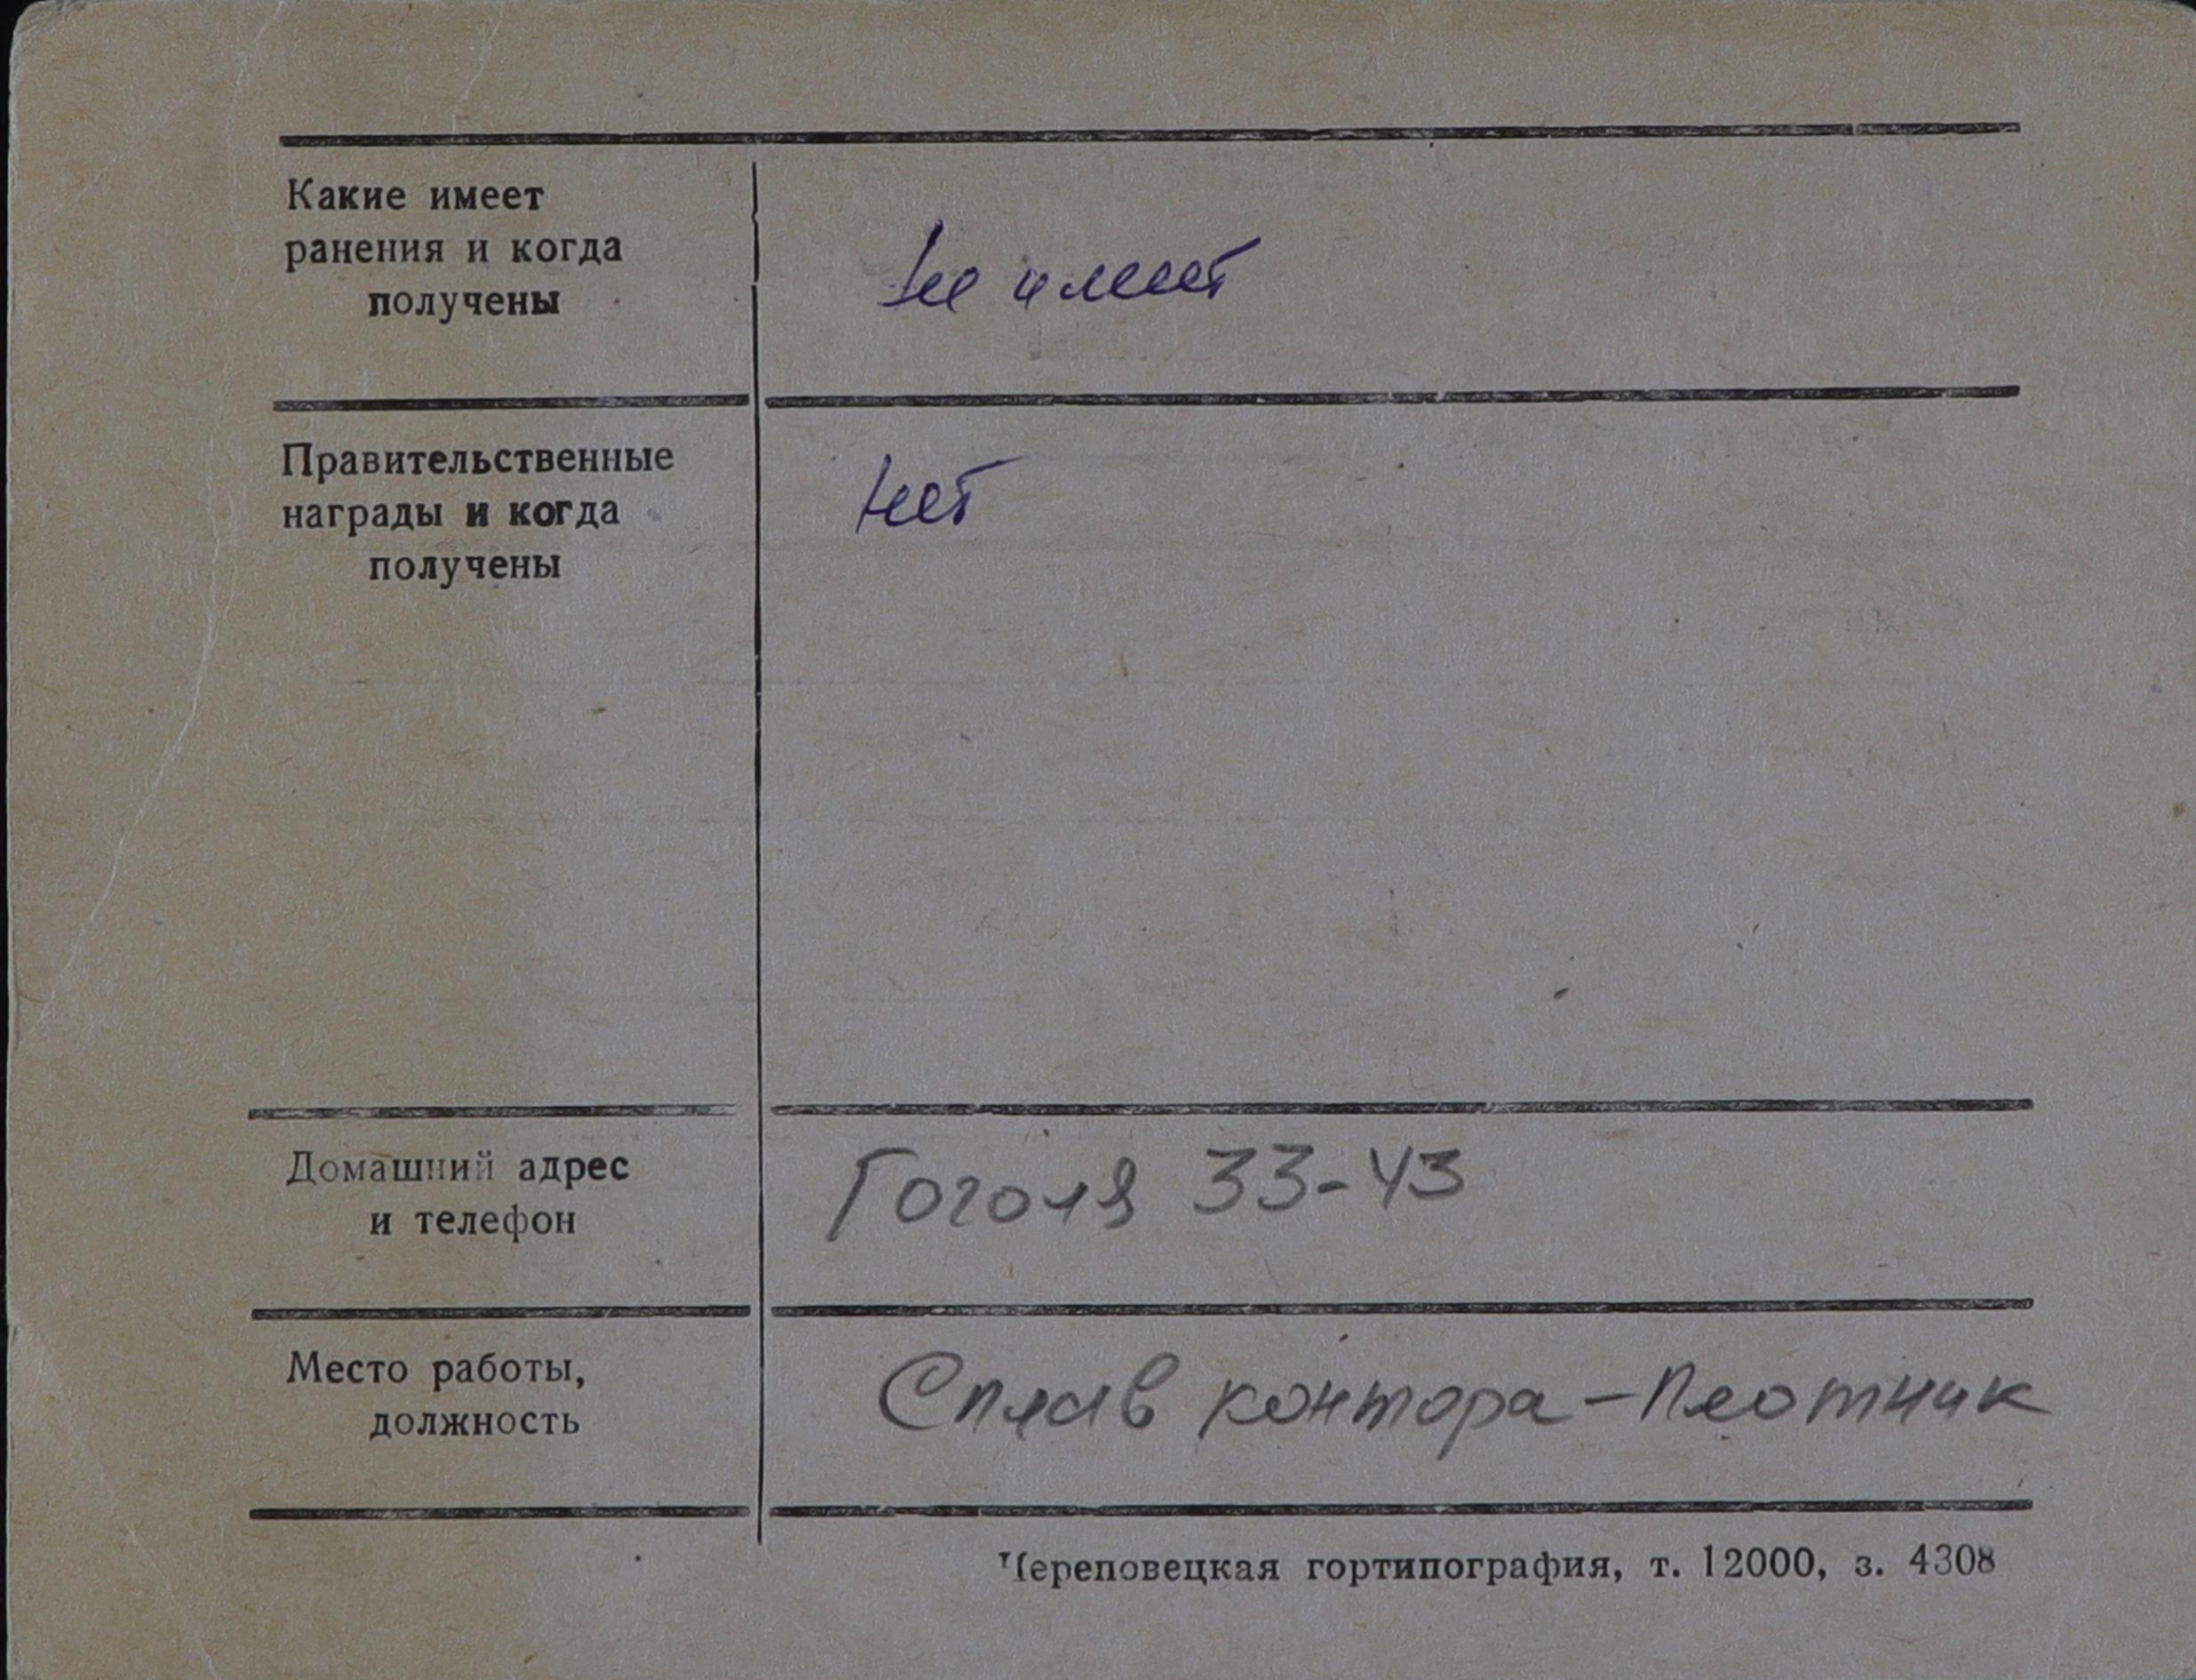 Какие имеет
ранения и когда
получены
не имеет
Правительственные
награды и когда
получены
нет
Домашний адрес
и телефон
Гоголя 33-43
Место работы,
должность
Сплав контора - Плотник
Череповецкая гортипография, т. 12000, з. 4308